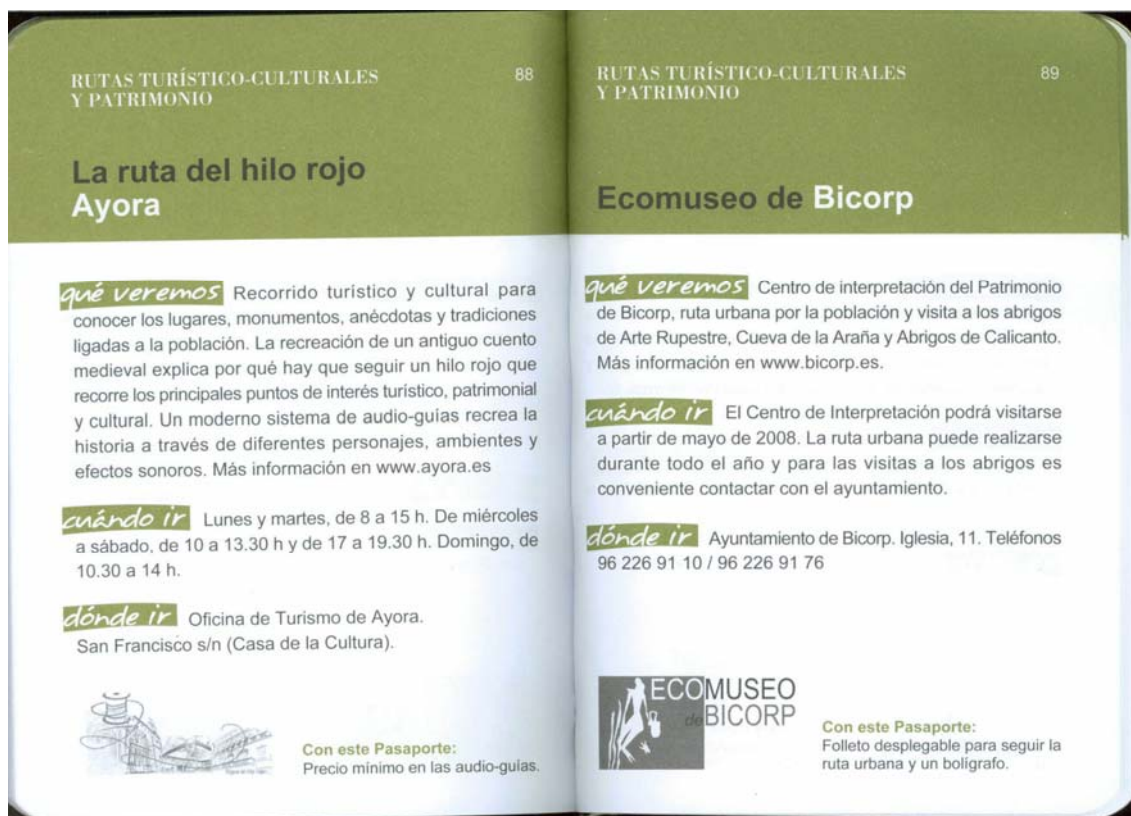 RUTAS TURÍSTICO-CULTURALES
Y PATRIMONIO
88
La ruta del hilo rojo
Ayora
qué veremos Recorrido turístico y cultural para
conocer los lugares, monumentos, anécdotas y tradiciones
ligadas a la población. La recreación de un antiguo cuento
medieval explica por qué hay que seguir un hilo rojo que
recorre los principales puntos de interés turístico, patrimonial
y cultural. Un moderno sistema de audio-guías recrea la
historia a través de diferentes personajes, ambientes y
efectos sonoros. Más información en www.ayora.es
cuándo ir Lunes y martes, de 8 a 15 h. De miércoles
a sábado, de 10 a 13.30 h y de 17 a 19.30 h. Domingo, de
10.30 a 14 h.
dónde ir Oficina de Turismo de Ayora.
San Francisco s/n (Casa de la Cultura).
Con este Pasaporte:
Precio mínimo en las audio-guías.
RUTAS TURÍSTICO-CULTURALES
Y PATRIMONIO
89
Ecomuseo de Bicorp
qué veremos Centro de interpretación del Patrimonio
de Bicorp, ruta urbana por la población y visita a los abrigos
de Arte Rupestre, Cueva de la Araña y Abrigos de Calicanto.
Más información en www.bicorp.es.
cuándo ir El Centro de Interpretación podrá visitarse
a partir de mayo de 2008. La ruta urbana puede realizarse
durante todo el año y para las visitas a los abrigos es
conveniente contactar con el ayuntamiento.
dónde ir Ayuntamiento de Bicorp. Iglesia, 11. Teléfonos
96 226 91 10 / 96 226 91 76
ECOMUSEO
de BICORP
Con este Pasaporte:
Folleto desplegable para seguir la
ruta urbana y un bolígrafo.